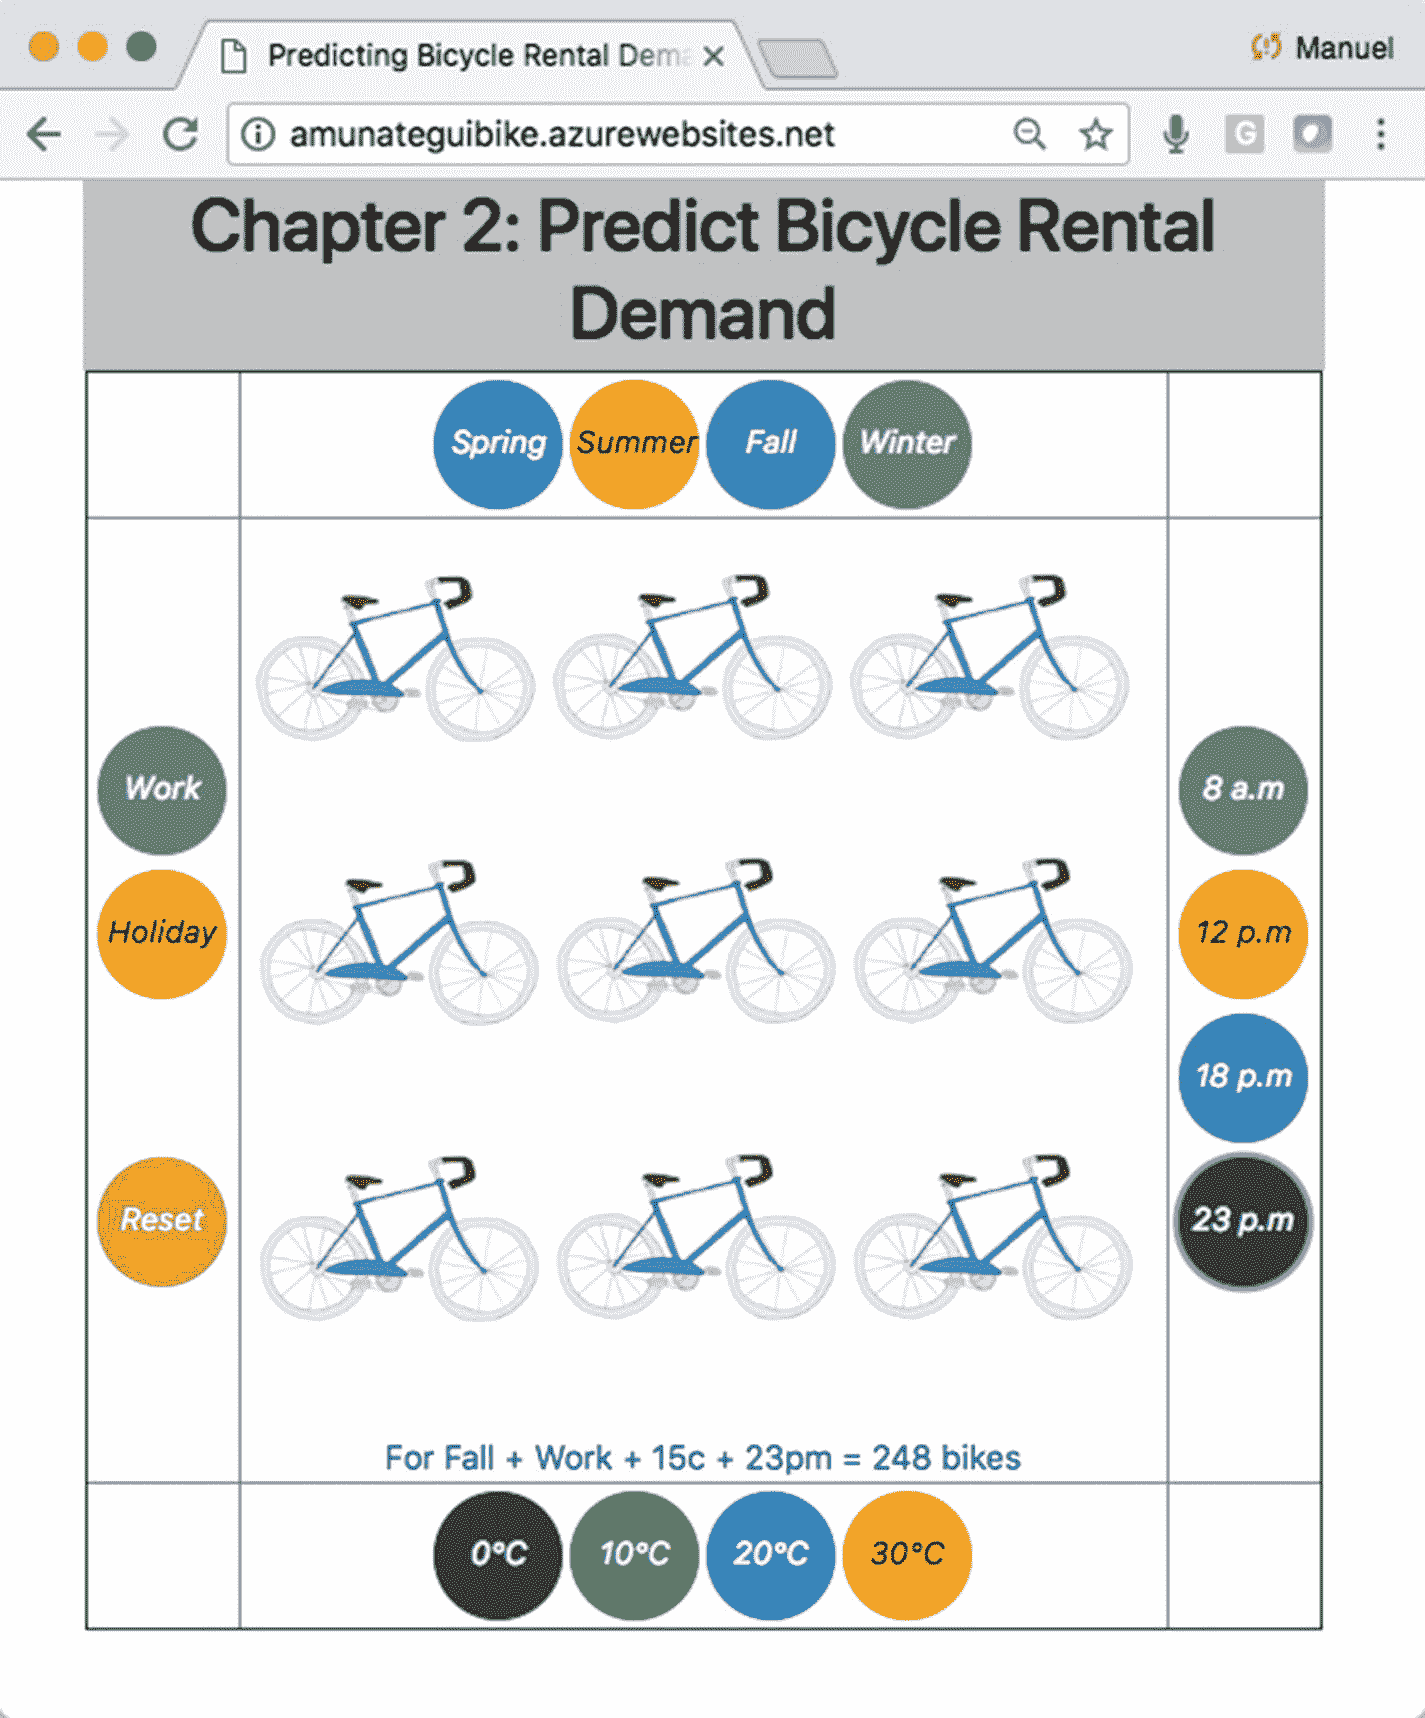 Predicting Bicycle Rental Dema
Manuel
amunateguibike.azurewebsites.net
G
Chapter 2: Predict Bicycle Rental
Demand
Spring Summer Fall Winter
Work
8 a.m
Holiday
12 p.m
18 p.m
Reset
23 p.m
For Fall + Work + 15c + 23pm = 248 bikes
0°C 10°C 20°C 30°C